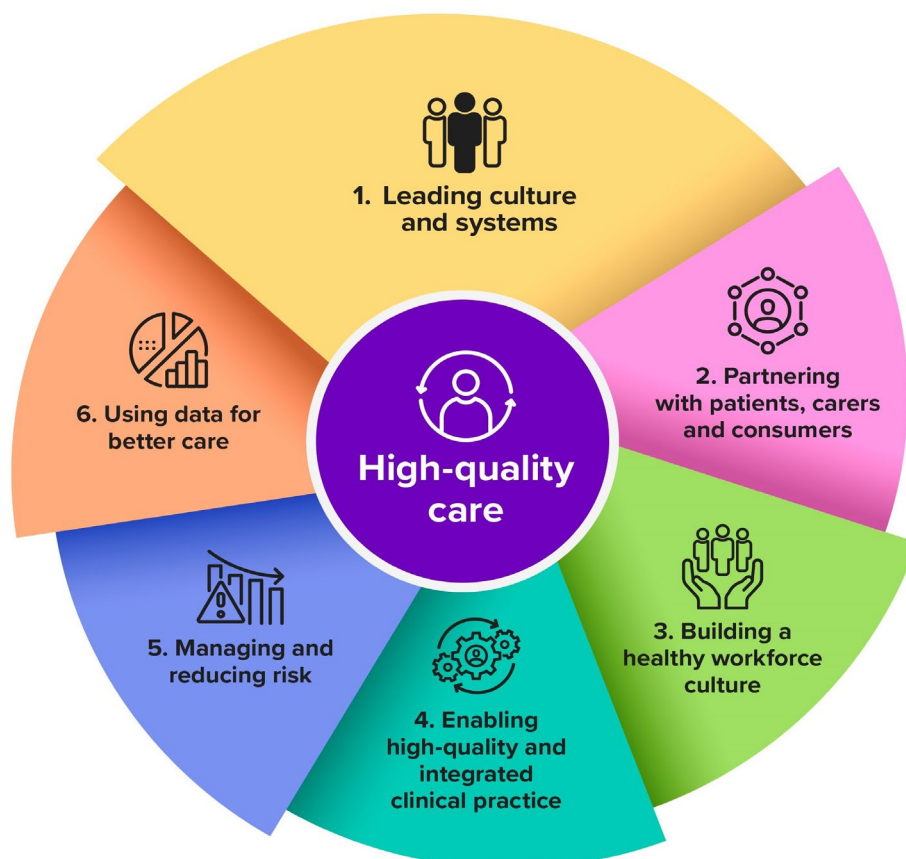 1. Leading culture
and systems
2. Partnering
with patients, carers
and consumers
3. Building a
healthy workforce
culture
4. Enabling
high-quality and
integrated
clinical practice
5. Managing and
reducing risk
6. Using data for
better care
High-quality
care